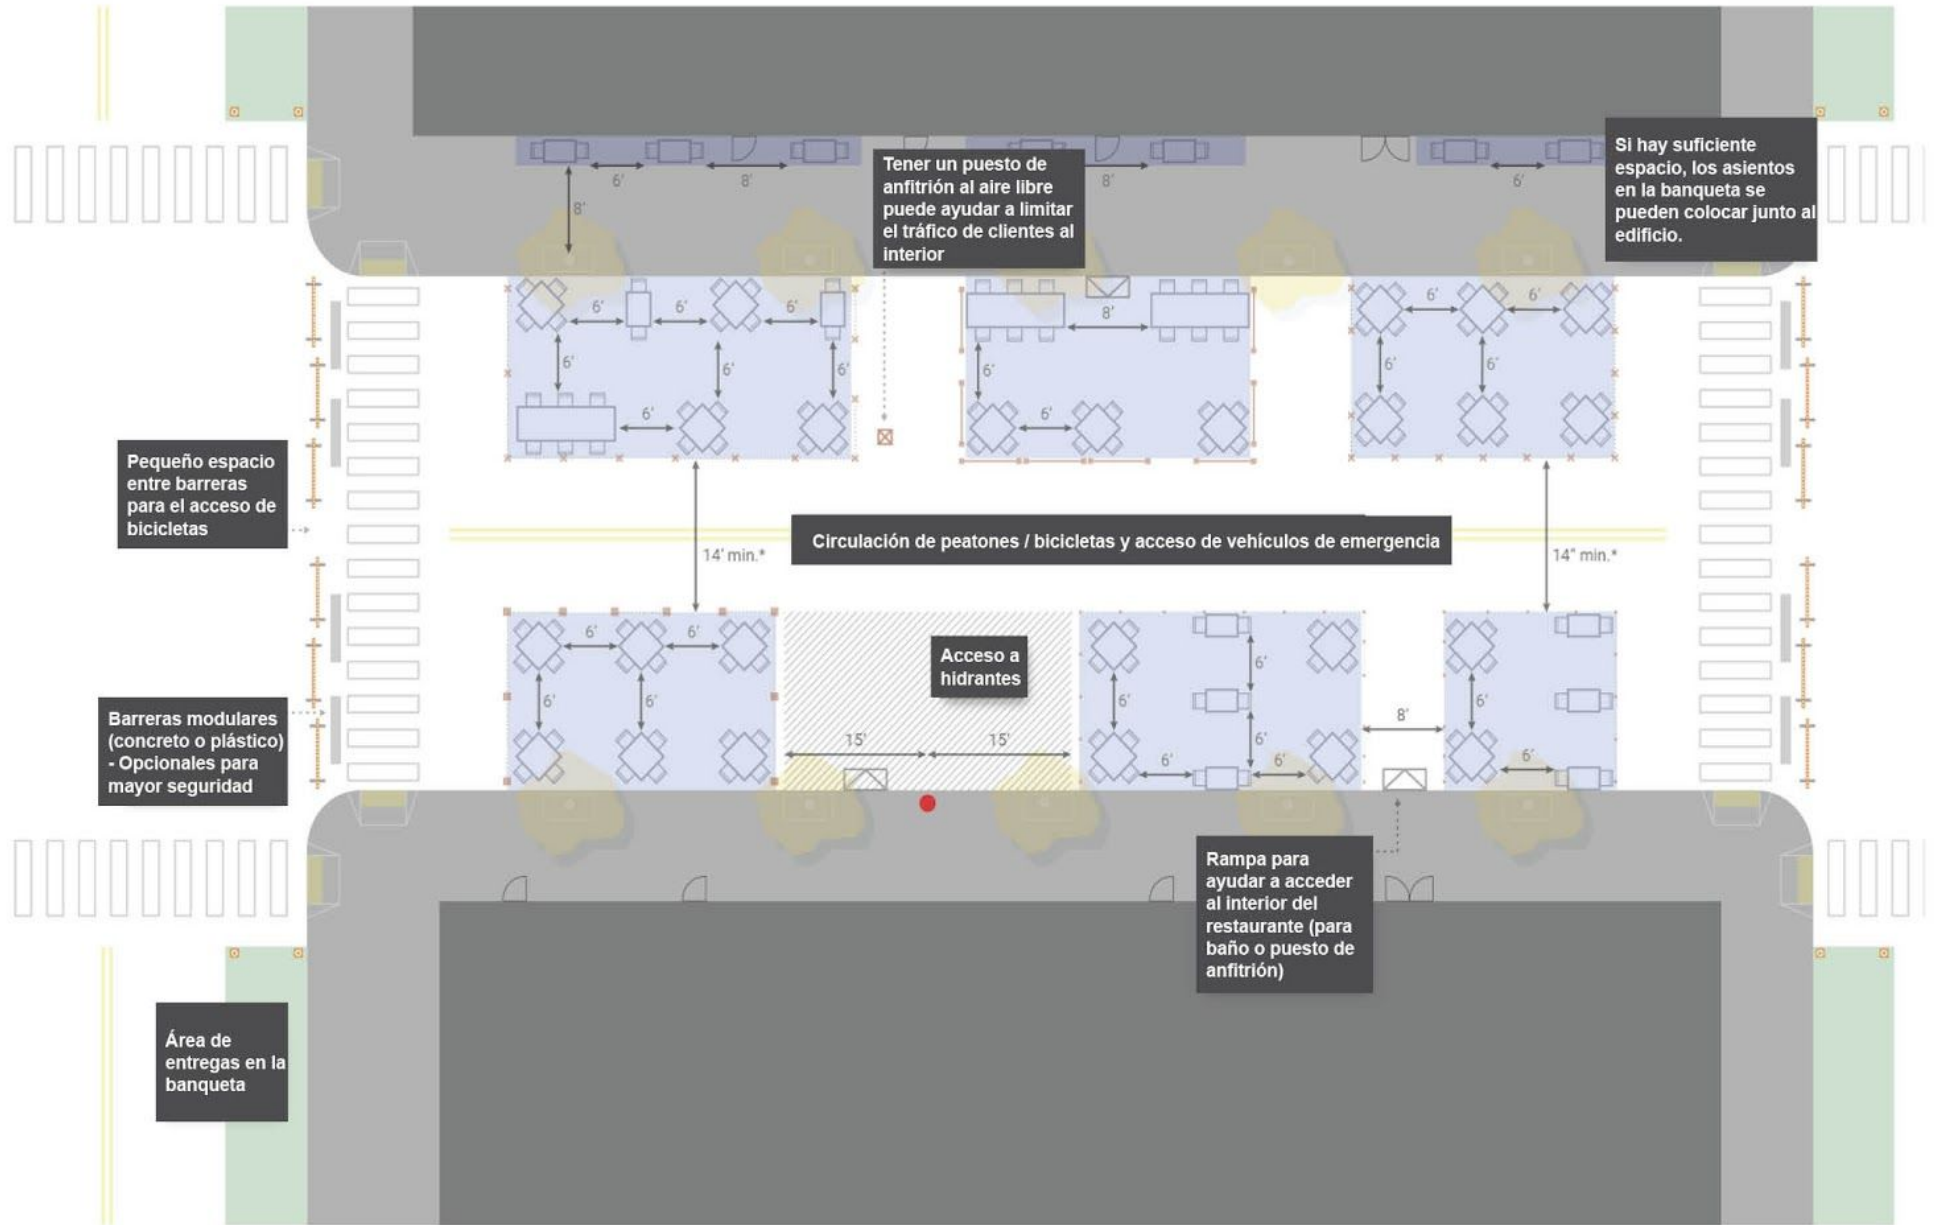 6'
8'
8'
6'
8'
Tener un puesto de
anfitrión al aire libre
puede ayudar a limitar
el tráfico de clientes al
interior
Si hay suficiente
espacio, los asientos
en la banqueta se
pueden colocar junto al
edificio.
6'
6'
6'
8'
6'
6'
6'
6'
6'
6'
6'
6'
6'
6'
Pequeño espacio
entre barreras
para el acceso de
bicicletas
Circulación de peatones / bicicletas y acceso de vehículos de emergencia
14' min.*
14" min.*
6'
6'
6'
6'
Acceso a
hidrantes
15'
15'
6'
6'
6'
6'
6'
8'
6'
6'
Barreras modulares
(concreto o plástico)
- Opcionales para
mayor seguridad
Rampa para
ayudar a acceder
al interior del
restaurante (para
baño o puesto de
anfitrión)
Área de
entregas en la
banqueta